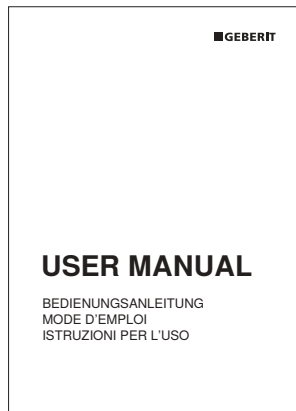 GEBERIT
USER MANUAL
BEDIENUNGSANLEITUNG
MODE D'EMPLOI
ISTRUZIONI PER L'USO